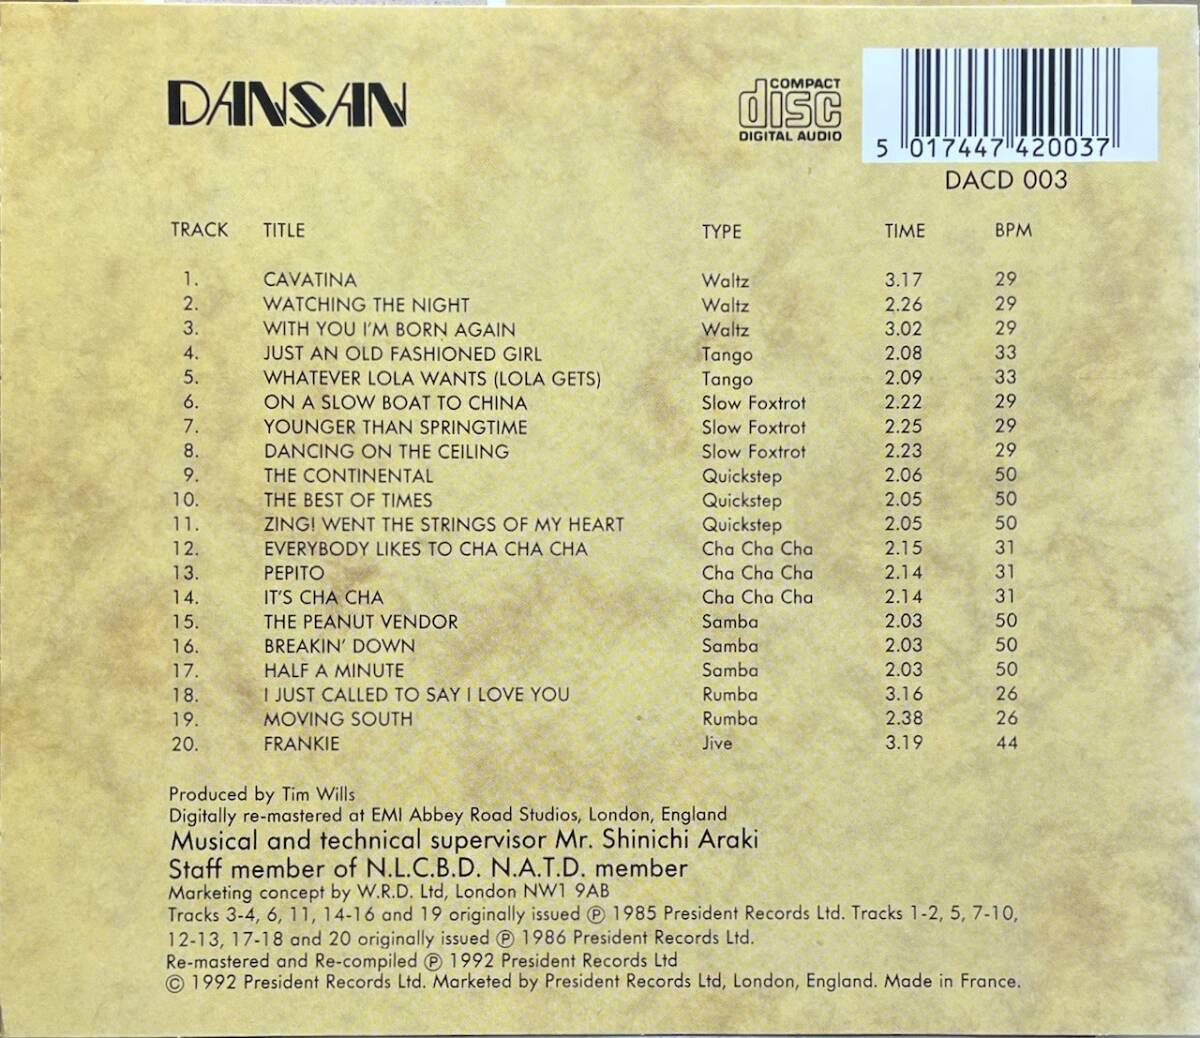 DANSAN
COMPACT
disc
DIGITAL AUDIO
5 017447 420037
DACD 003
TRACK TITLE TYPE TIME BPM
1. CAVATINA Waltz 3.17 29
2. WATCHING THE NIGHT Waltz 2.26 29
3. WITH YOU I'M BORN AGAIN Waltz 3.02 29
4. JUST AN OLD FASHIONED GIRL Tango 2.08 33
5. WHATEVER LOLA WANTS (LOLA GETS) Tango 2.09 33
6. ON A SLOW BOAT TO CHINA Slow Foxtrot 2.22 29
7. YOUNGER THAN SPRINGTIME Slow Foxtrot 2.25 29
8. DANCING ON THE CEILING Slow Foxtrot 2.23 29
9. THE CONTINENTAL Quickstep 2.06 50
10. THE BEST OF TIMES Quickstep 2.05 50
11. ZING! WENT THE STRINGS OF MY HEART Quickstep 2.05 50
12. EVERYBODY LIKES TO CHA CHA CHA Cha Cha Cha 2.15 31
13. PEPITO Cha Cha Cha 2.14 31
14. IT'S CHA CHA Cha Cha Cha 2.14 31
15. THE PEANUT VENDOR Samba 2.03 50
16. BREAKIN' DOWN Samba 2.03 50
17. HALF A MINUTE Samba 2.03 50
18. I JUST CALLED TO SAY I LOVE YOU Rumba 3.16 26
19. MOVING SOUTH Rumba 2.38 26
20. FRANKIE Jive 3.19 44
Produced by Tim Wills
Digitally re-mastered at EMI Abbey Road Studios, London, England
Musical and technical supervisor Mr. Shinichi Araki
Staff member of N.L.C.B.D. N.A.T.D. member
Marketing concept by W.R.D. Ltd, London NW1 9AB
Tracks 3-4, 6, 11, 14-16 and 19 originally issued ℗ 1985 President Records Ltd. Tracks 1-2, 5, 7-10,
12-13, 17-18 and 20 originally issued ℗ 1986 President Records Ltd.
Re-mastered and Re-compiled ℗ 1992 President Records Ltd
© 1992 President Records Ltd. Marketed by President Records Ltd, London, England. Made in France.